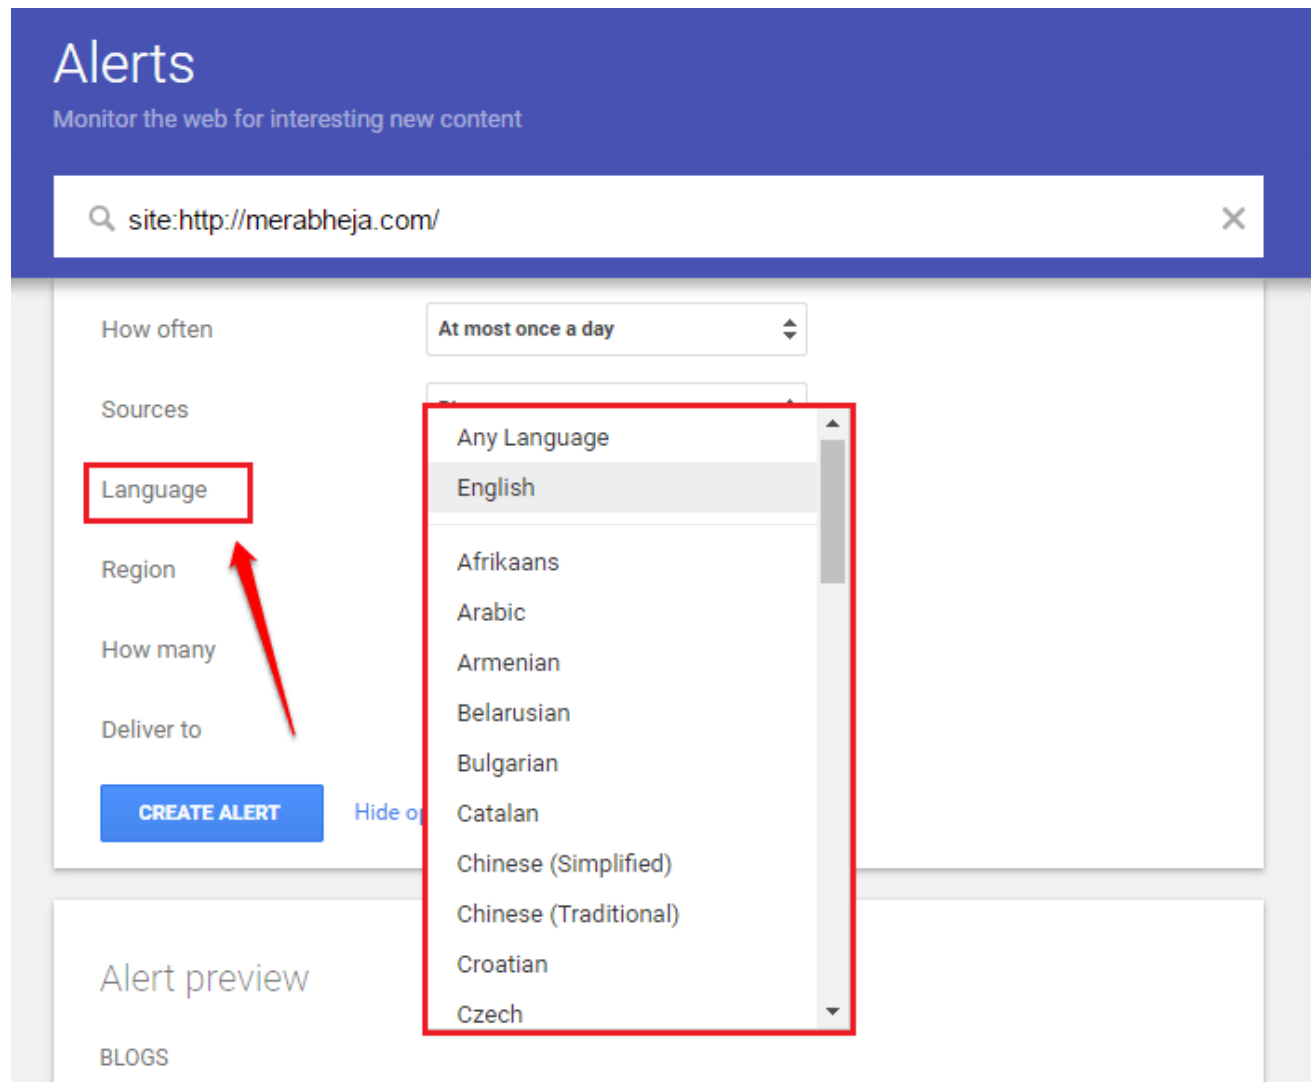 Alerts
Monitor the web for interesting new content
site:http://merabheja.com/
How often
At most once a day
Sources
Language
Any Language
English
Afrikaans
Arabic
Armenian
Belarusian
Bulgarian
Catalan
Chinese (Simplified)
Chinese (Traditional)
Croatian
Czech
Region
How many
Deliver to
CREATE ALERT
Hide
Alert preview
BLOGS